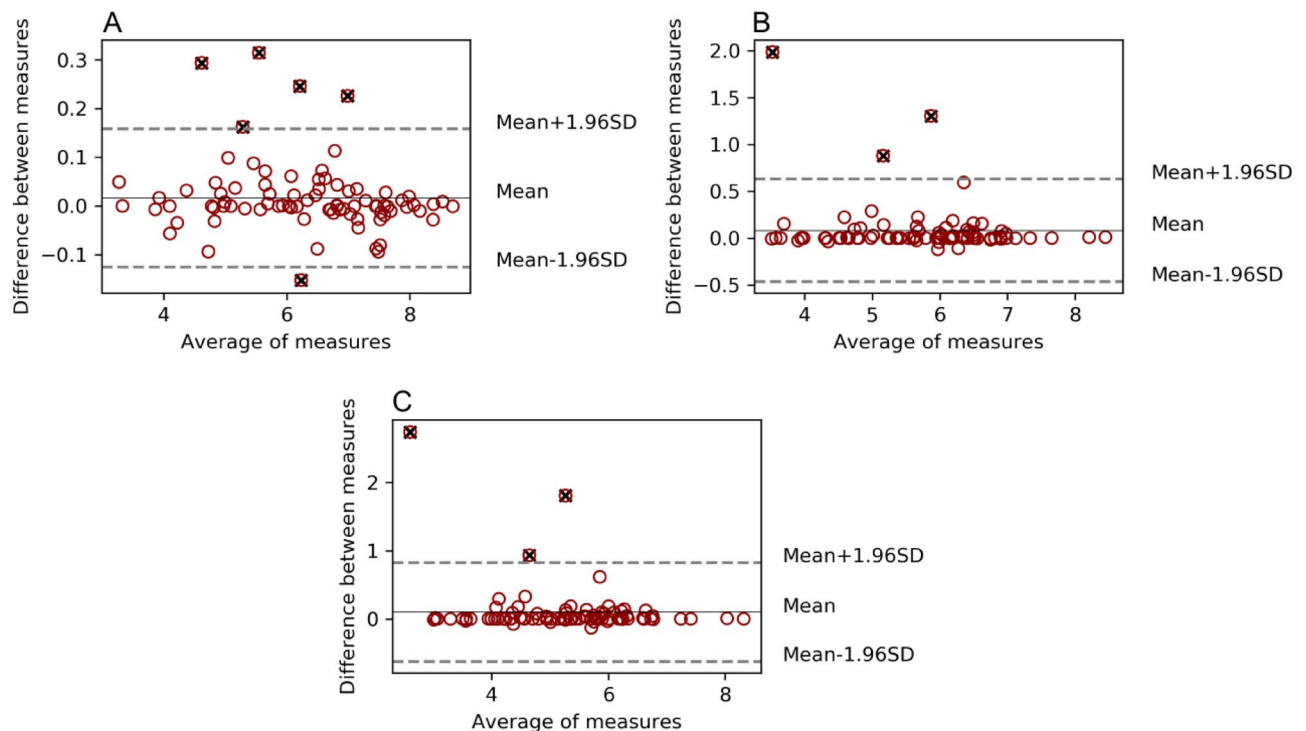 A
Difference between measures
0.3
0.2
0.1
0.0
−0.1
4 6 8
Average of measures
Mean+1.96SD
Mean
Mean-1.96SD
B
Difference between measures
2.0
1.5
1.0
0.5
0.0
−0.5
4 5 6 7 8
Average of measures
Mean+1.96SD
Mean
Mean-1.96SD
C
Difference between measures
2
1
0
4 6 8
Average of measures
Mean+1.96SD
Mean
Mean-1.96SD